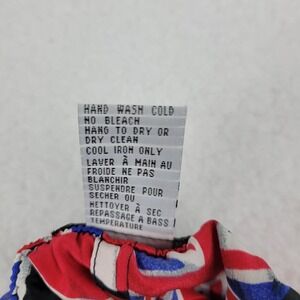 HAND WASH COLD
NO BLEACH
HANG TO DRY OR
DRY CLEAN
COOL IRON ONLY
LAVER À MAIN AU
FROIDE NE PAS
BLANCHIR
SUSPENDRE POUR
SECHER OU
NETTOYER À SEC
REPASSAGE A BASS
TEMPERATURE